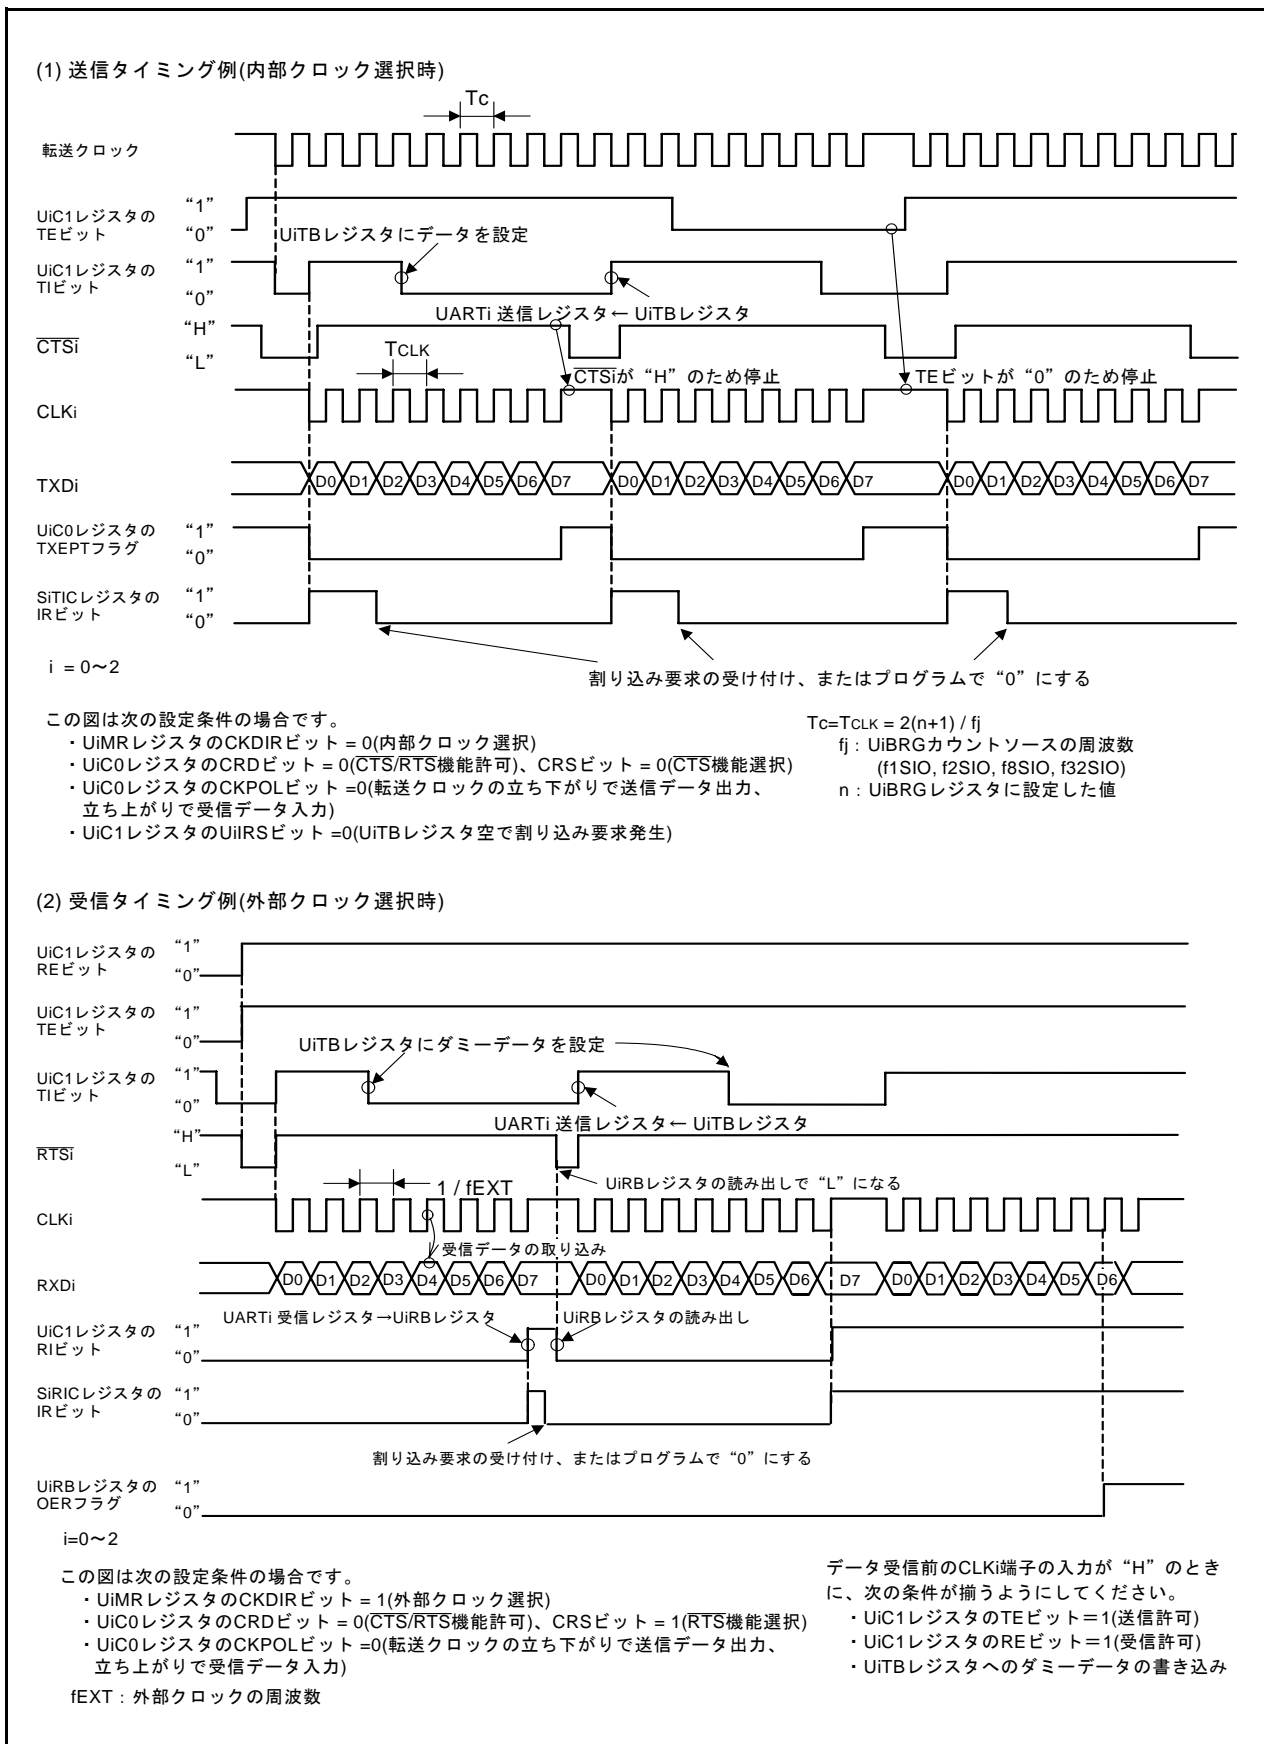 (1) 送信タイミング例(内部クロック選択時)
Tc
転送クロック
UiC1レジスタの
TEビット
“1”
“0”
UiTBレジスタにデータを設定
UiC1レジスタの
TIビット
“1”
“0”
UARTi 送信レジスタ← UiTBレジスタ
CTSi
“H”
“L”
TCLK
CTSiが“H”のため停止
TEビットが“0”のため停止
CLKi
TXDi
D0 D1 D2 D3 D4 D5 D6 D7 D0 D1 D2 D3 D4 D5 D6 D7 D0 D1 D2 D3 D4 D5 D6 D7
UiC0レジスタの
TXEPTフラグ
“1”
“0”
SiTICレジスタの
IRビット
“1”
“0”
i = 0〜2
割り込み要求の受け付け、またはプログラムで“0”にする
この図は次の設定条件の場合です。
・UiMRレジスタのCKDIRビット = 0(内部クロック選択)
・UiC0レジスタのCRDビット = 0(CTS/RTS機能許可)、CRSビット = 0(CTS機能選択)
・UiC0レジスタのCKPOLビット =0(転送クロックの立ち下がりで送信データ出力、
立ち上がりで受信データ入力)
・UiC1レジスタのUiIRSビット =0(UiTBレジスタ空で割り込み要求発生)
Tc=TCLK = 2(n+1) / fj
fj : UiBRGカウントソースの周波数
(f1SIO, f2SIO, f8SIO, f32SIO)
n : UiBRGレジスタに設定した値
(2) 受信タイミング例(外部クロック選択時)
UiC1レジスタの
REビット
“1”
“0”
UiC1レジスタの
TEビット
“1”
“0”
UiTBレジスタにダミーデータを設定
UiC1レジスタの
TIビット
“1”
“0”
UARTi 送信レジスタ← UiTBレジスタ
RTSi
“H”
“L”
1 / fEXT
UiRBレジスタの読み出しで“L”になる
CLKi
受信データの取り込み
RXDi
D0 D1 D2 D3 D4 D5 D6 D7 D0 D1 D2 D3 D4 D5 D6 D7 D0 D1 D2 D3 D4 D5 D6
UARTi 受信レジスタ→UiRBレジスタ
UiRBレジスタの読み出し
UiC1レジスタの
RIビット
“1”
“0”
SiRICレジスタの
IRビット
“1”
“0”
割り込み要求の受け付け、またはプログラムで“0”にする
UiRBレジスタの
OERフラグ
“1”
“0”
i=0〜2
この図は次の設定条件の場合です。
・UiMRレジスタのCKDIRビット = 1(外部クロック選択)
・UiC0レジスタのCRDビット = 0(CTS/RTS機能許可)、CRSビット = 1(RTS機能選択)
・UiC0レジスタのCKPOLビット =0(転送クロックの立ち下がりで送信データ出力、
立ち上がりで受信データ入力)
fEXT : 外部クロックの周波数
データ受信前のCLKi端子の入力が“H”のとき
に、次の条件が揃うようにしてください。
・UiC1レジスタのTEビット＝1(送信許可)
・UiC1レジスタのREビット＝1(受信許可)
・UiTBレジスタへのダミーデータの書き込み